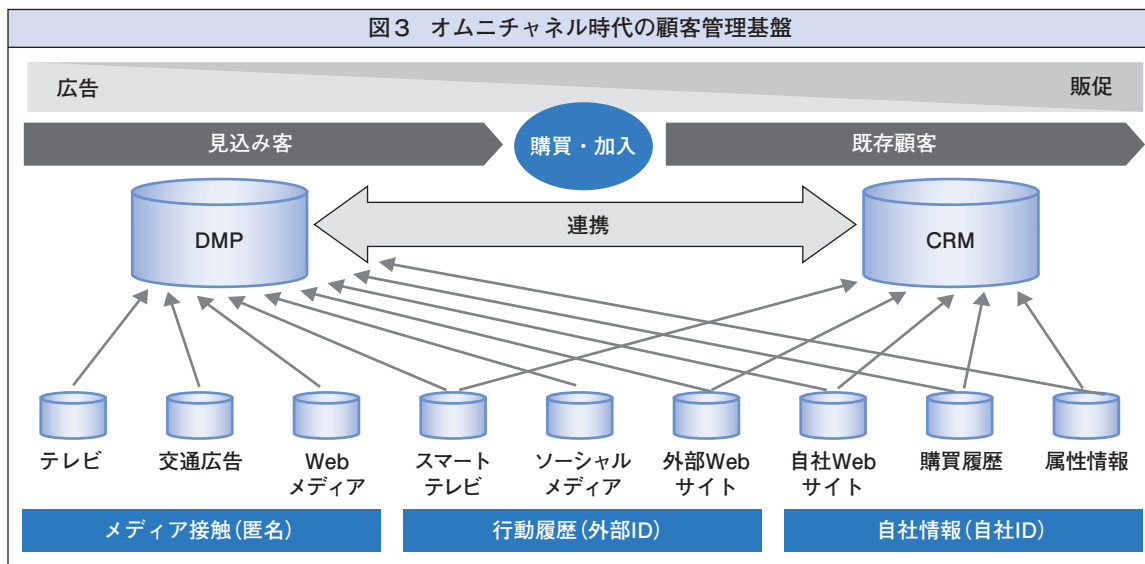 図3　オムニチャネル時代の顧客管理基盤
広告
販促
見込み客
購買・加入
既存顧客
DMP
連携
CRM
テレビ
交通広告
Web
メディア
スマート
テレビ
ソーシャル
メディア
外部Web
サイト
自社Web
サイト
購買履歴
属性情報
メディア接触（匿名）
行動履歴（外部ID）
自社情報（自社ID）